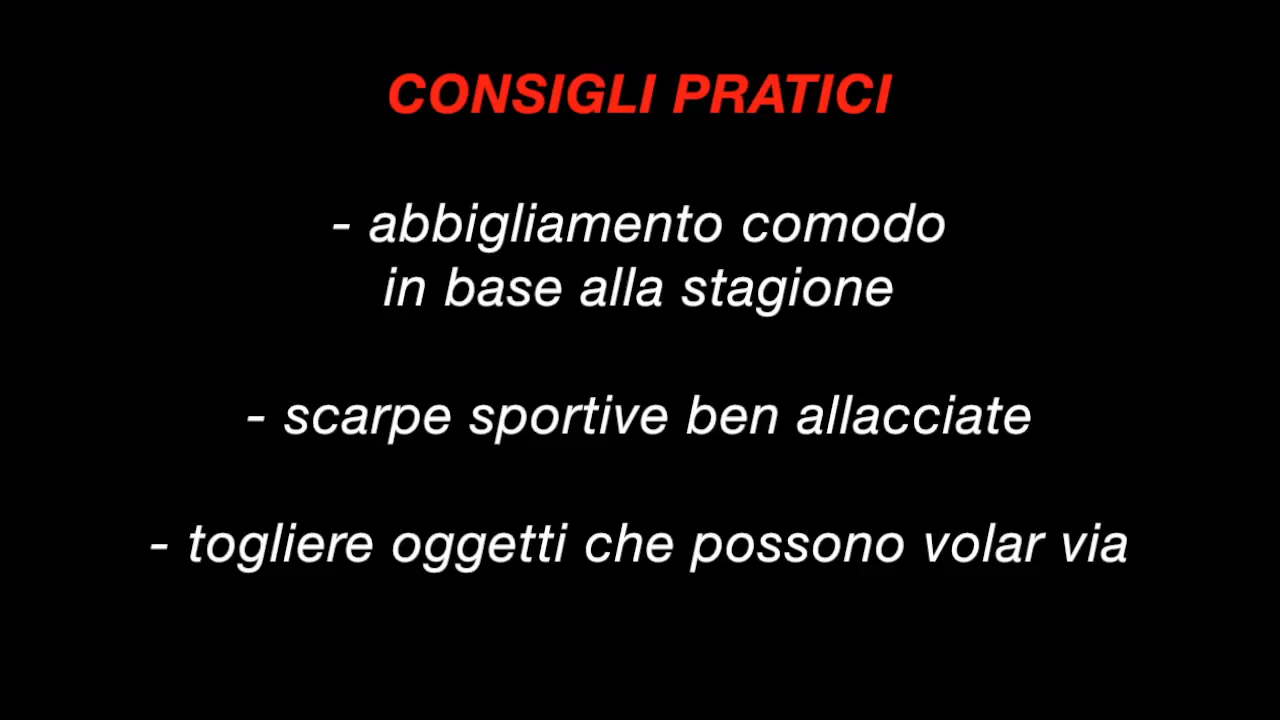 CONSIGLI PRATICI
- abbigliamento comodo
in base alla stagione
- scarpe sportive ben allacciate
- togliere oggetti che possono volar via